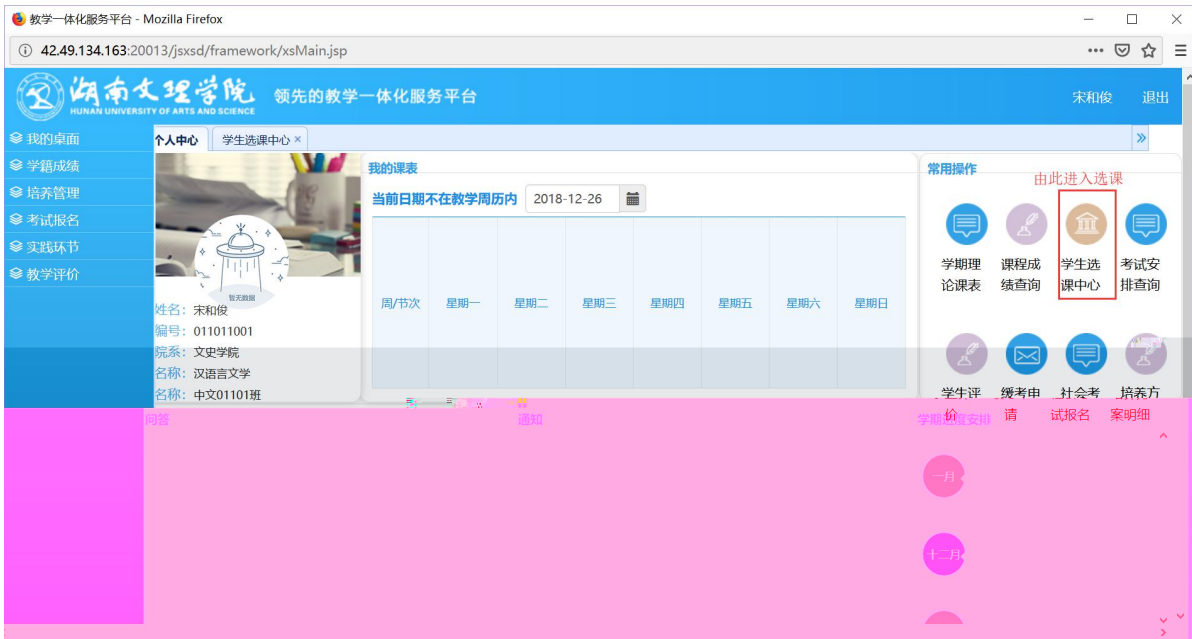 教学一体化服务平台 - Mozilla Firefox
42.49.134.163:20013/jsxsd/framework/xsMain.jsp
湖南文理学院
HUNAN UNIVERSITY OF ARTS AND SCIENCE
领先的教学一体化服务平台
宋和俊 退出
我的桌面
学籍成绩
培养管理
考试报名
实践环节
教学评价
个人中心 学生选课中心 ×
暂无数据
姓名：宋和俊
编号：011011001
院系：文史学院
名称：汉语言文学
名称：中文01101班
我的课表
当前日期不在教学周历内 2018-12-26
周/节次 星期一 星期二 星期三 星期四 星期五 星期六 星期日
常用操作
由此进入选课
学期理论课表
课程成绩查询
学生选课中心
考试安排查询
学生评价
缓考申请
社会考试报名
培养方案明细
问答
通知
学期进度安排
一月
十二月